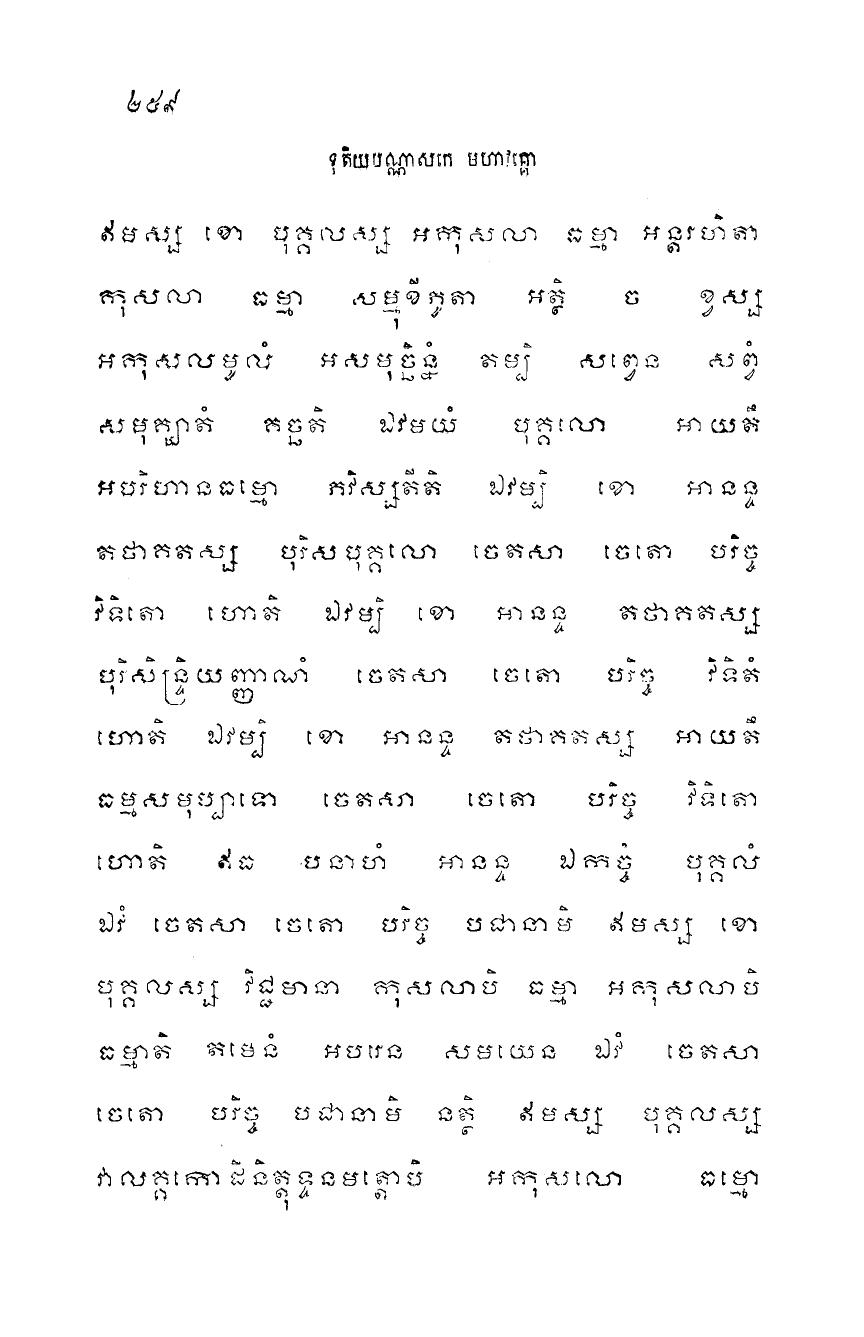 ២៥៩
ទុតិយបណ្ណាសកេ មហាវគ្គោ
ឥមស្ស ខោ បុគ្គលស្ស អកុសលា ធម្មា អន្តរហិតា
កុសលា ធម្មា សម្មុខីភូតា អត្ថិ ច ខ្វស្ស
អកុសលមូលំ អសមុច្ឆិន្នំ តម្បិ សព្វេន សព្វំ
សមុគ្ឃាតំ គច្ឆតិ ឯវមយំ បុគ្គលោ អាយតឹ
អបរិហានធម្មោ ភវិស្សតីតិ ឯវម្បិ ខោ អានន្ទ
តថាគតស្ស បុរិសបុគ្គលោ ចេតសា ចេតោ បរិច្ច
វិទិតោ ហោតិ ឯវម្បិ ខោ អានន្ទ តថាគតស្ស
បុរិសិន្ទ្រិយញ្ញាណំ ចេតសា ចេតោ បរិច្ច វិទិតំ
ហោតិ ឯវម្បិ ខោ អានន្ទ តថាគតស្ស អាយតឹ
ធម្មសមុប្បាទោ ចេតសា ចេតោ បរិច្ច វិទិតោ
ហោតិ ឥធ បនាហំ អានន្ទ ឯកច្ចំ បុគ្គលំ
ឯវំ ចេតសា ចេតោ បរិច្ច បជានាមិ ឥមស្ស ខោ
បុគ្គលស្ស វិជ្ជមានា កុសលាបិ ធម្មា អកុសលាបិ
ធម្មាតិ តមេនំ អបរេន សមយេន ឯវំ ចេតសា
ចេតោ បរិច្ច បជានាមិ នត្ថិ ឥមស្ស បុគ្គលស្ស
វាលគ្គកោដិនិត្តុទ្ទនមត្តោបិ អកុសលោ ធម្មោ